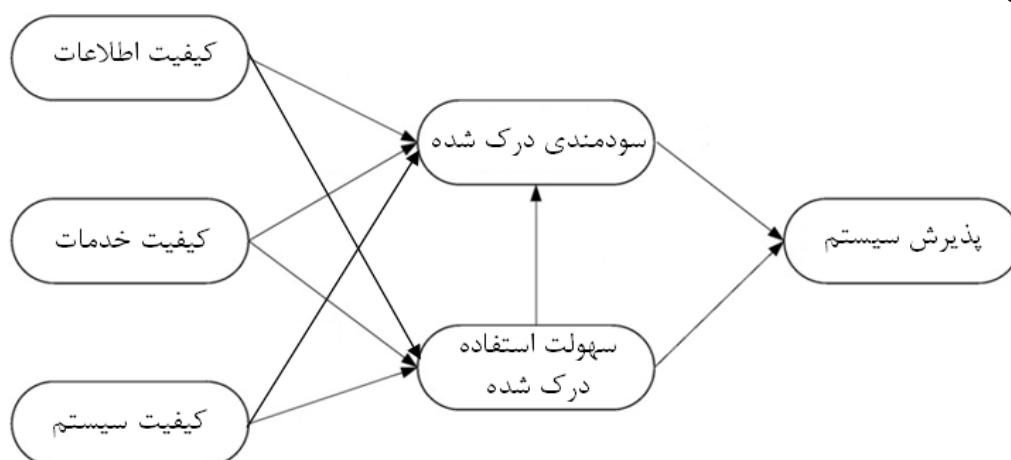 کیفیت اطلاعات
سودمندی درک شده
کیفیت خدمات
پذیرش سیستم
سهولت استفاده
درک شده
کیفیت سیستم